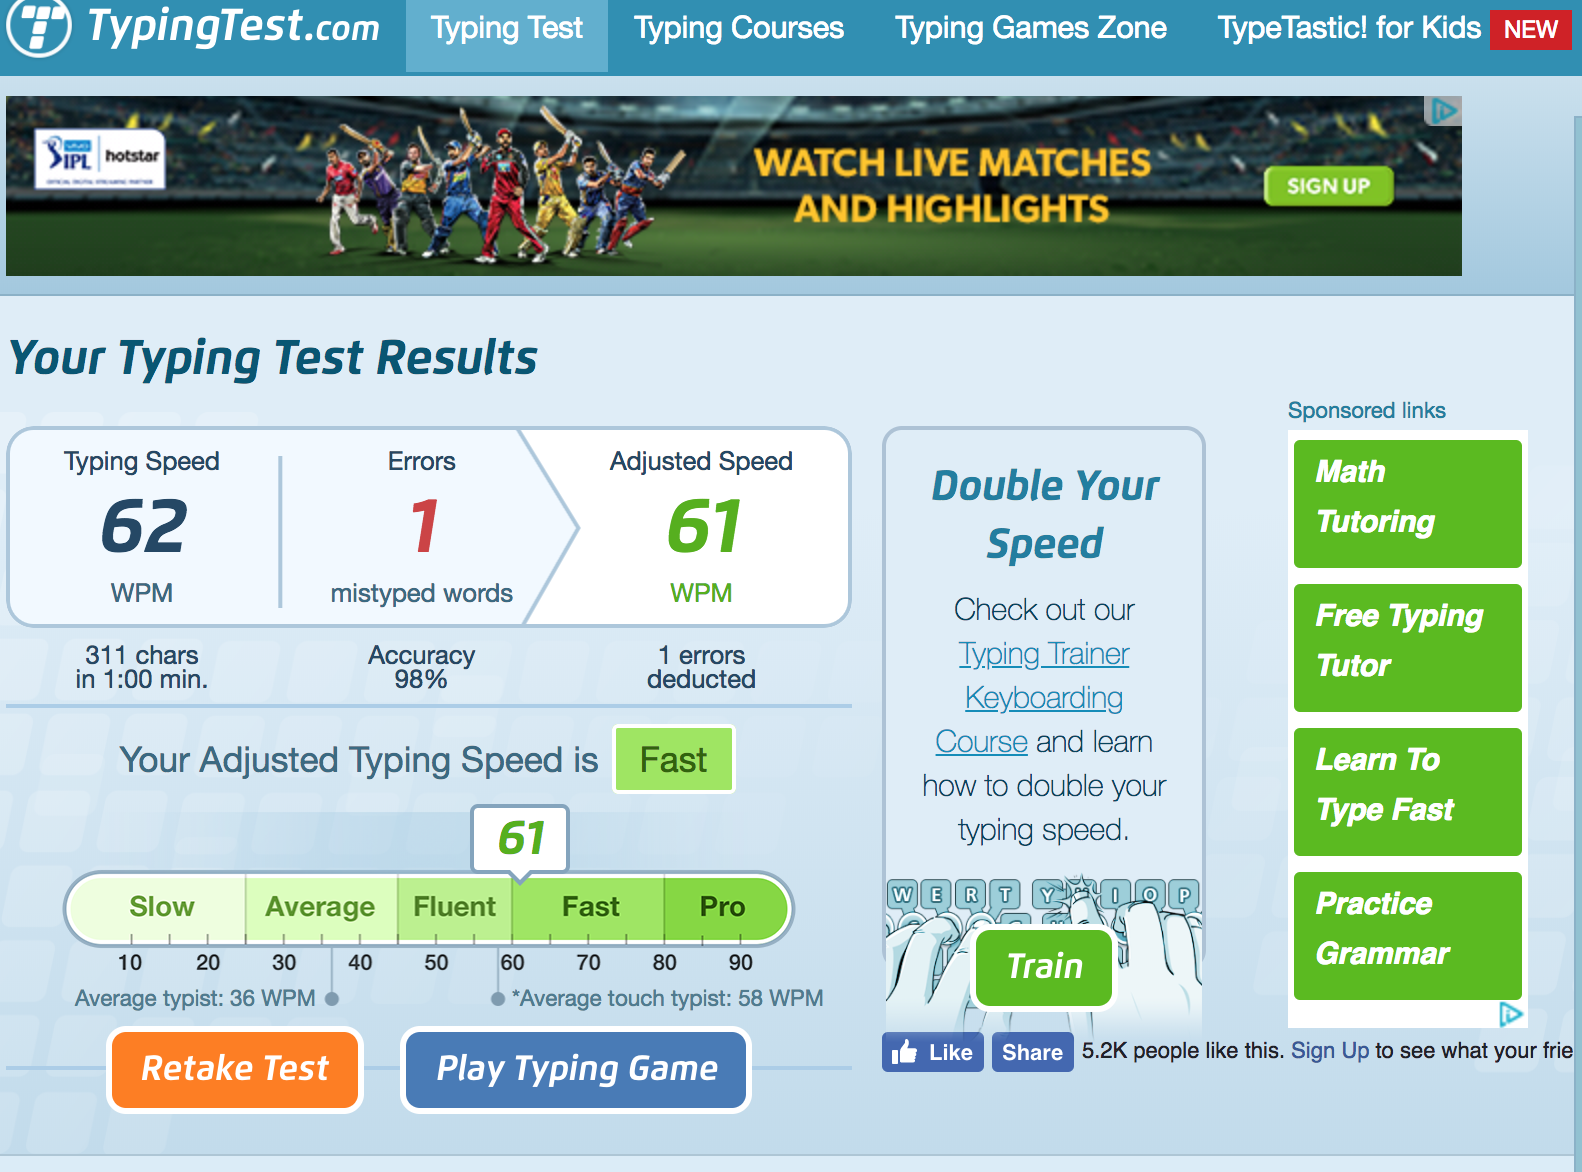 TypingTest.com
Typing Test
Typing Courses
Typing Games Zone
TypeTastic! for Kids NEW
VIVO
IPL
hotstar
OFFICIAL DIGITAL STREAMING PARTNER
WATCH LIVE MATCHES
AND HIGHLIGHTS
SIGN UP
Your Typing Test Results
Typing Speed
62
WPM
311 chars
in 1:00 min.
Errors
1
mistyped words
Accuracy
98%
Adjusted Speed
61
WPM
1 errors
deducted
Your Adjusted Typing Speed is Fast
61
Slow Average Fluent Fast Pro
10 20 30 40 50 60 70 80 90
Average typist: 36 WPM
*Average touch typist: 58 WPM
Retake Test
Play Typing Game
Double Your
Speed
Check out our
Typing Trainer
Keyboarding
Course and learn
how to double your
typing speed.
W E R T Y I O P
Train
Like
Share
5.2K people like this. Sign Up to see what your frie
Sponsored links
Math
Tutoring
Free Typing
Tutor
Learn To
Type Fast
Practice
Grammar